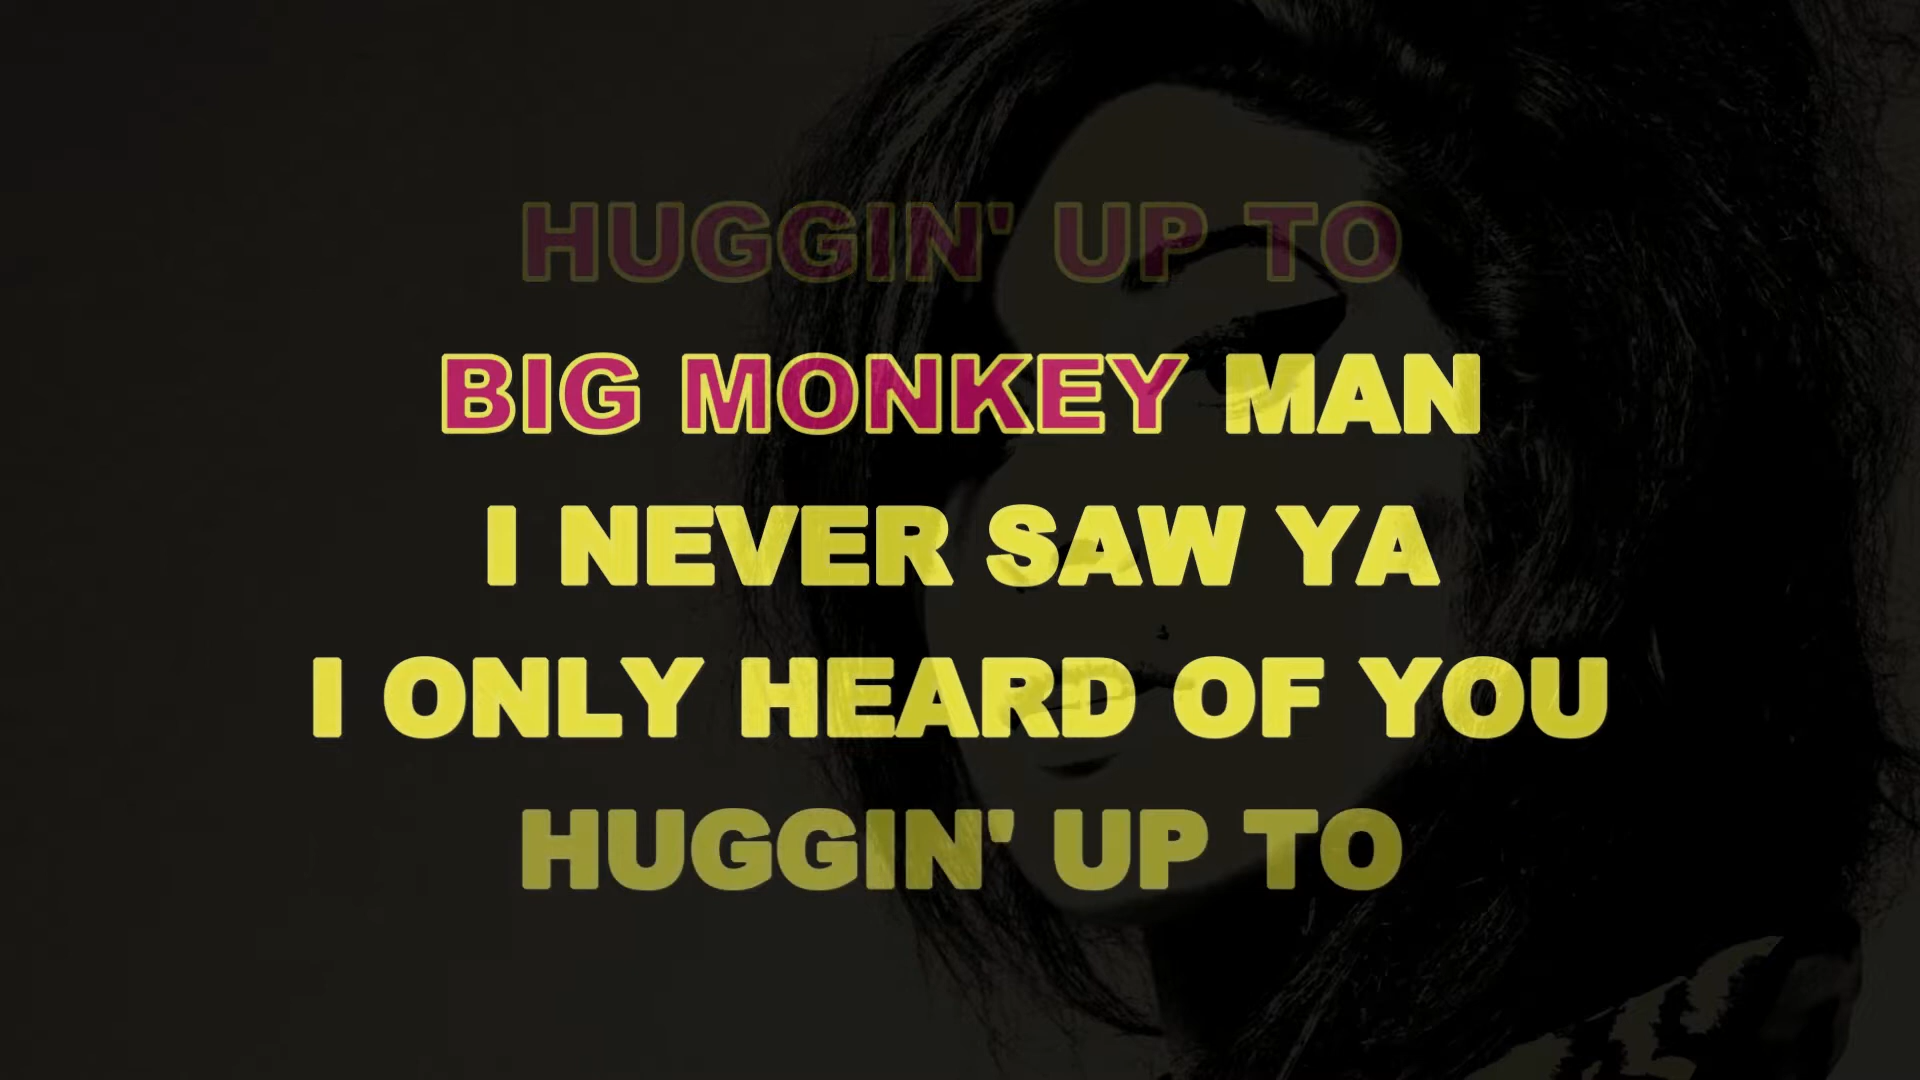 HUGGIN' UP TO
BIG MONKEY MAN
I NEVER SAW YA
I ONLY HEARD OF YOU
HUGGIN' UP TO